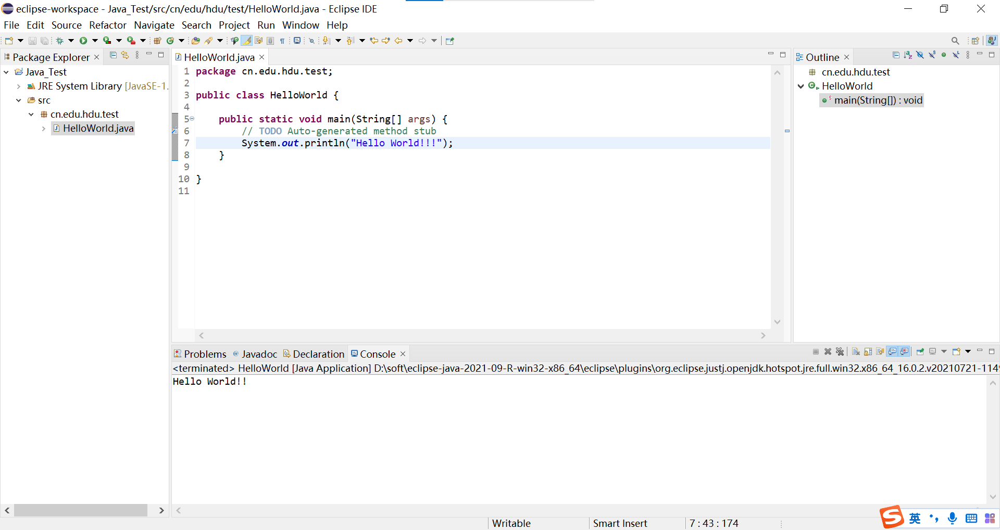 eclipse-workspace - Java_Test/src/cn/edu/hdu/test/HelloWorld.java - Eclipse IDE
File Edit Source Refactor Navigate Search Project Run Window Help
Package Explorer
Java_Test
JRE System Library [JavaSE-1.
src
cn.edu.hdu.test
HelloWorld.java
HelloWorld.java
1 package cn.edu.hdu.test;
2
3 public class HelloWorld {
4
5 public static void main(String[] args) {
6 // TODO Auto-generated method stub
7 System.out.println("Hello World!!!");
8 }
9
10 }
11
Outline
cn.edu.hdu.test
HelloWorld
main(String[]) : void
Problems @ Javadoc Declaration Console
<terminated> HelloWorld [Java Application] D:\soft\eclipse-java-2021-09-R-win32-x86_64\eclipse\plugins\org.eclipse.justj.openjdk.hotspot.jre.full.win32.x86_64_16.0.2.v20210721-1149
Hello World!!
Writable Smart Insert 7 : 43 : 174
英